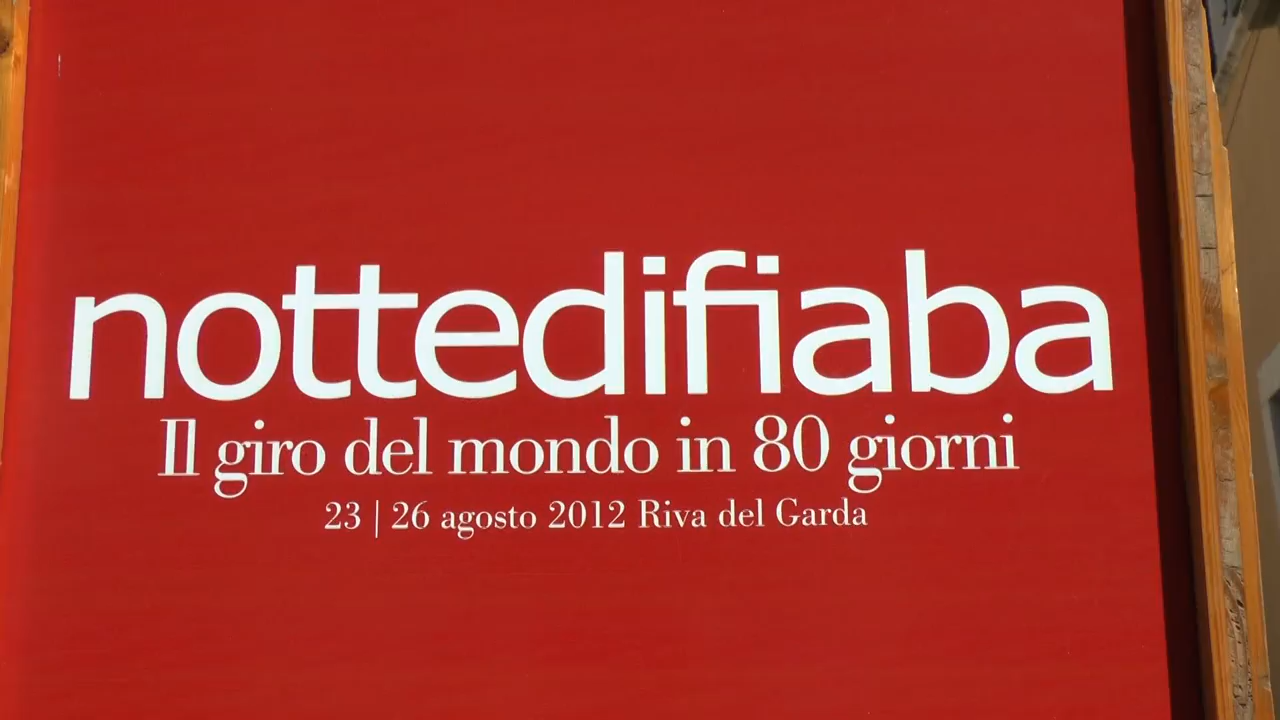 nottedifiaba
Il giro del mondo in 80 giorni
23 | 26 agosto 2012 Riva del Garda